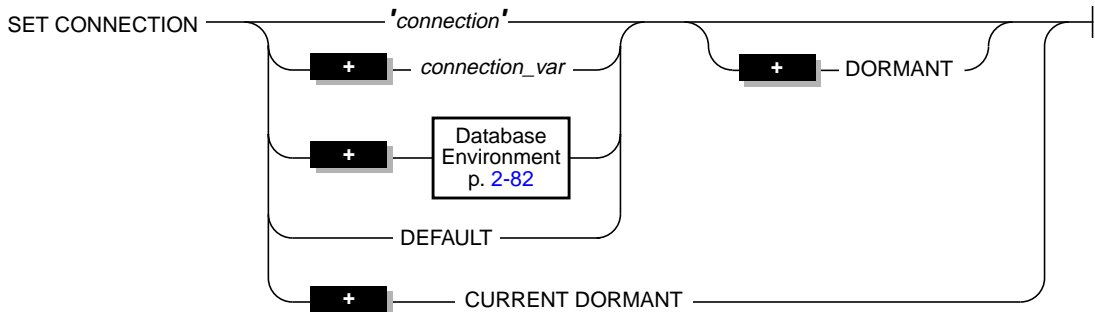 SET CONNECTION
'connection'
+ connection_var
+ DORMANT
+
Database
Environment
p. 2-82
DEFAULT
+ CURRENT DORMANT